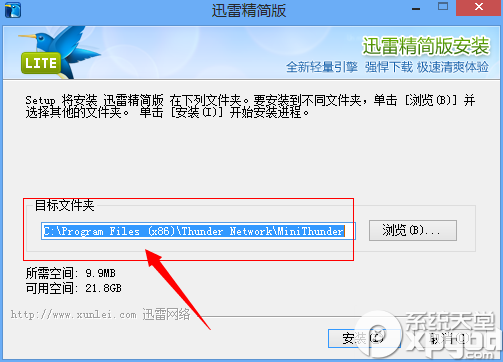 迅雷精简版
LITE
迅雷精简版安装
全新轻量引擎 强悍下载 极速清爽体验
Setup 将安装 迅雷精简版 在下列文件夹。要安装到不同文件夹，单击 [浏览(B)] 并
选择其他的文件夹。 单击 [安装(I)] 开始安装进程。
目标文件夹
C:\Program Files (x86)\Thunder Network\MiniThunder
浏览(B)...
所需空间: 9.9MB
可用空间: 21.8GB
http://www.xunlei.com 迅雷网络
安装(I)
取消(C)
系统天堂
xpgod
.com